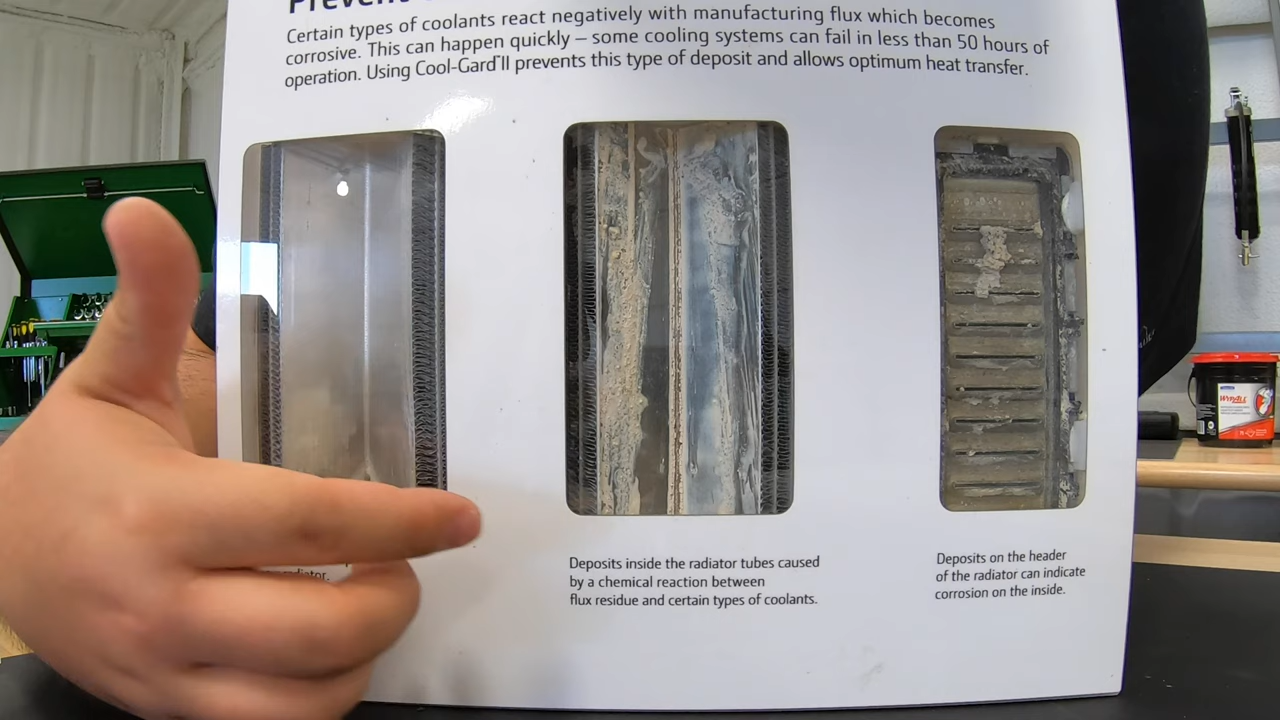 Prevent
Certain types of coolants react negatively with manufacturing flux which becomes
corrosive. This can happen quickly – some cooling systems can fail in less than 50 hours of
operation. Using Cool-Gard II prevents this type of deposit and allows optimum heat transfer.
radiator.
Deposits inside the radiator tubes caused
by a chemical reaction between
flux residue and certain types of coolants.
Deposits on the header
of the radiator can indicate
corrosion on the inside.
WYPALL